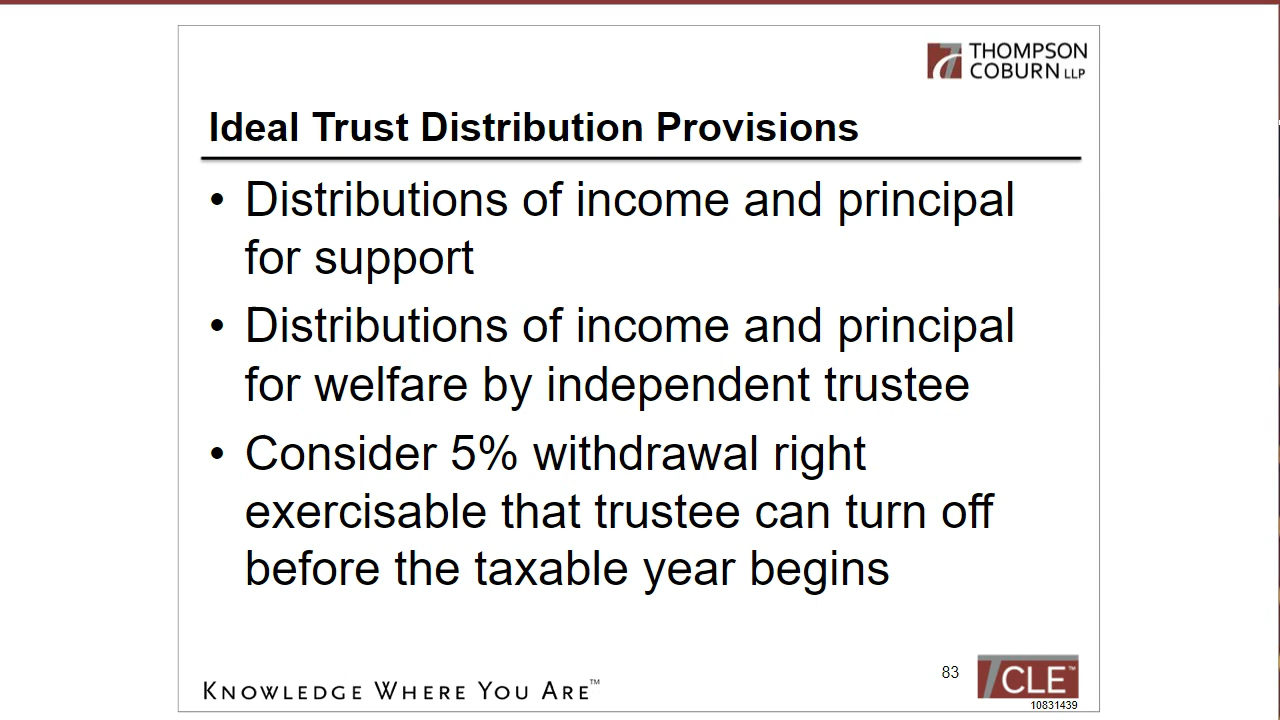 THOMPSON
COBURN LLP
Ideal Trust Distribution Provisions
• Distributions of income and principal
for support
• Distributions of income and principal
for welfare by independent trustee
• Consider 5% withdrawal right
exercisable that trustee can turn off
before the taxable year begins
KNOWLEDGE WHERE YOU ARE™
83
TCLE™
10831439